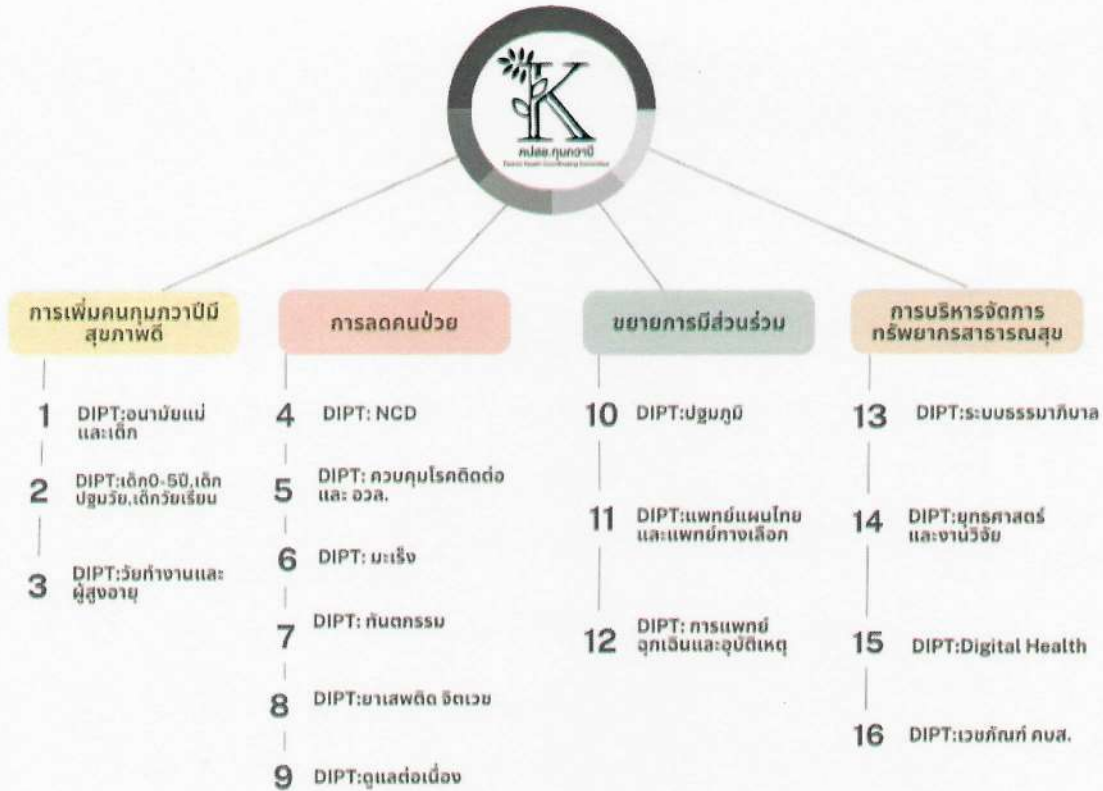 K
คปสอ.กุมภวาปี
District Health Coordinating Committee
การเพิ่มคนกุมภวาปีมี
สุขภาพดี
1 DIPT:อนามัยแม่
และเด็ก
2 DIPT:เด็ก0-5ปี,เด็ก
ปฐมวัย,เด็กวัยเรียน
3 DIPT:วัยทำงานและ
ผู้สูงอายุ
การลดคนป่วย
4 DIPT: NCD
5 DIPT: ควบคุมโรคติดต่อ
และ อวล.
6 DIPT: มะเร็ง
7 DIPT: ทันตกรรม
8 DIPT:ยาเสพติด จิตเวช
9 DIPT:ดูแลต่อเนื่อง
ขยายการมีส่วนร่วม
10 DIPT:ปฐมภูมิ
11 DIPT:แพทย์แผนไทย
และแพทย์ทางเลือก
12 DIPT: การแพทย์
ฉุกเฉินและอุบัติเหตุ
การบริหารจัดการ
ทรัพยากรสาธารณสุข
13 DIPT:ระบบธรรมาภิบาล
14 DIPT:ยุทธศาสตร์
และงานวิจัย
15 DIPT:Digital Health
16 DIPT:เวชภัณฑ์ คบส.